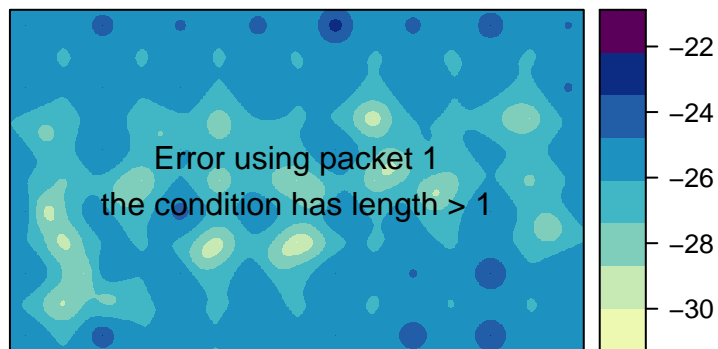 Error using packet 1
the condition has length > 1
−22
−24
−26
−28
−30